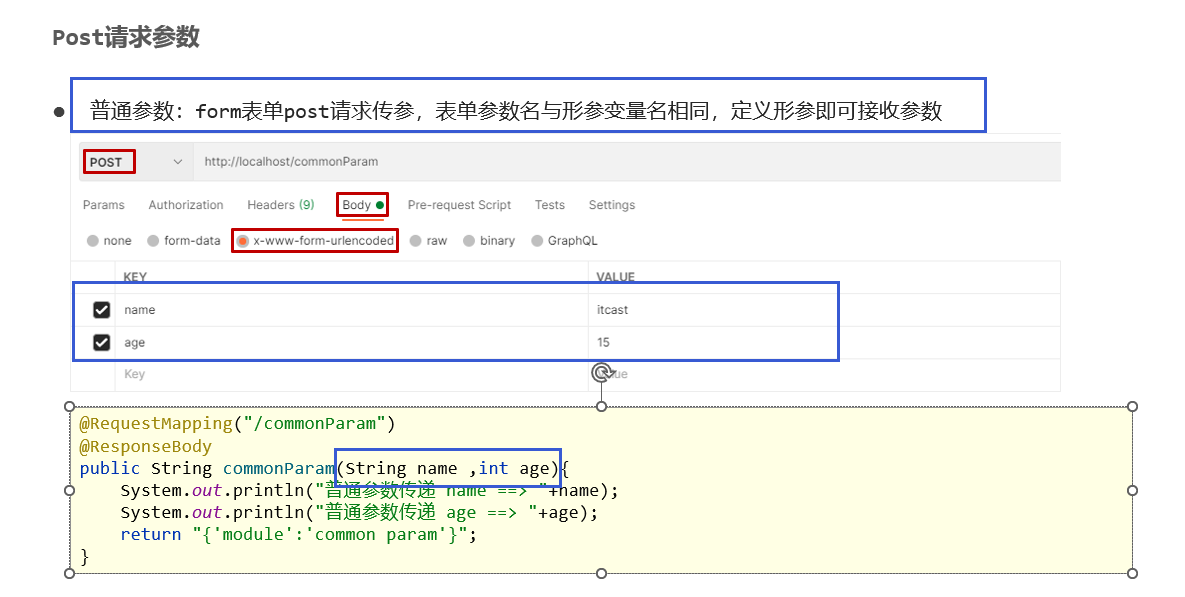 Post请求参数
普通参数：form表单post请求传参，表单参数名与形参变量名相同，定义形参即可接收参数
POST http://localhost/commonParam
Params Authorization Headers (9) Body Pre-request Script Tests Settings
none form-data x-www-form-urlencoded raw binary GraphQL
KEY VALUE
name itcast
age 15
Key
@RequestMapping("/commonParam")
@ResponseBody
public String commonParam(String name ,int age){
System.out.println("普通参数传递 name ==> "+name);
System.out.println("普通参数传递 age ==> "+age);
return "{'module':'common param'}";
}